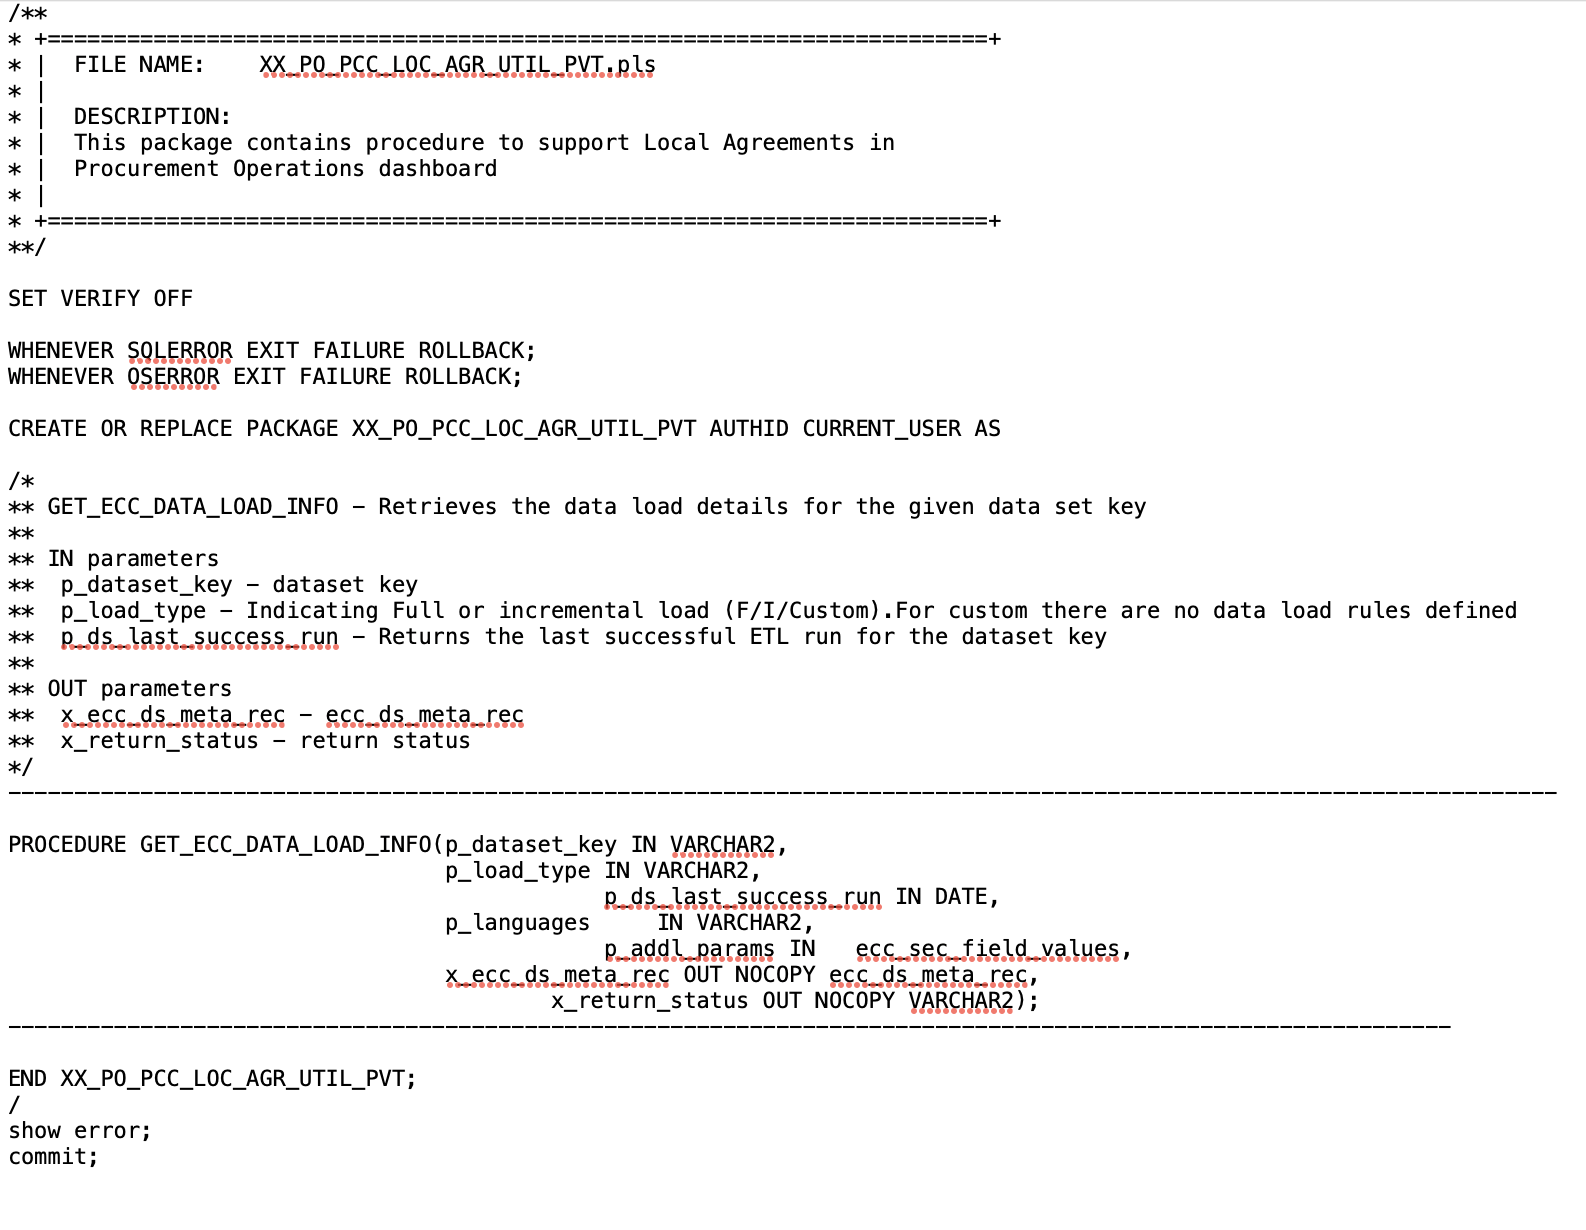 /**
* +=======================================================================+
* |  FILE NAME:    XX_PO_PCC_LOC_AGR_UTIL_PVT.pls
* |
* |  DESCRIPTION:
* |  This package contains procedure to support Local Agreements in
* |  Procurement Operations dashboard
* |
* +=======================================================================+
**/

SET VERIFY OFF

WHENEVER SQLERROR EXIT FAILURE ROLLBACK;
WHENEVER OSERROR EXIT FAILURE ROLLBACK;

CREATE OR REPLACE PACKAGE XX_PO_PCC_LOC_AGR_UTIL_PVT AUTHID CURRENT_USER AS

/*
** GET_ECC_DATA_LOAD_INFO – Retrieves the data load details for the given data set key
**
** IN parameters
**  p_dataset_key – dataset key
**  p_load_type – Indicating Full or incremental load (F/I/Custom).For custom there are no data load rules defined
**  p_ds_last_success_run – Returns the last successful ETL run for the dataset key
**
** OUT parameters
**  x_ecc_ds_meta_rec – ecc_ds_meta_rec
**  x_return_status – return status
*/
---------------------------------------------------------------------------------------------------------------------

PROCEDURE GET_ECC_DATA_LOAD_INFO(p_dataset_key IN VARCHAR2,
                                 p_load_type IN VARCHAR2,
                                             p_ds_last_success_run IN DATE,
                                 p_languages     IN VARCHAR2,
                                             p_addl_params IN   ecc_sec_field_values,
                                 x_ecc_ds_meta_rec OUT NOCOPY ecc_ds_meta_rec,
                                         x_return_status OUT NOCOPY VARCHAR2);
-------------------------------------------------------------------------------------------------------------

END XX_PO_PCC_LOC_AGR_UTIL_PVT;
/
show error;
commit;